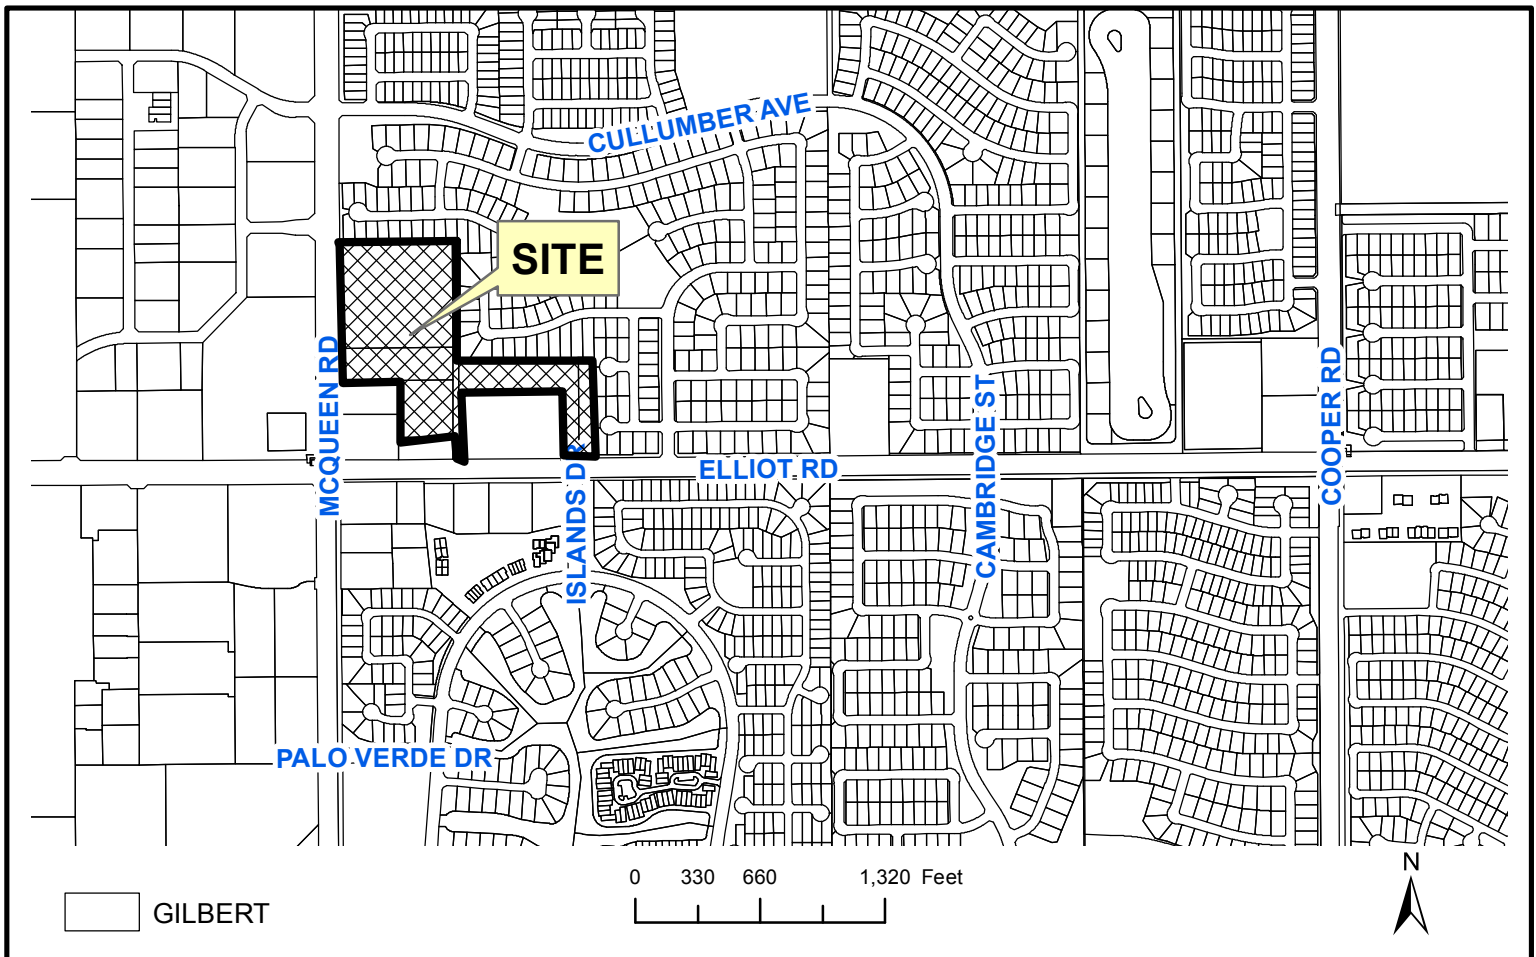 CULLUMBER AVE
SITE
MCQUEEN RD
COOPER RD
CAMBRIDGE ST
ELLIOT RD
ISLANDS DR
PALO VERDE DR
N
0 330 660 1,320 Feet
GILBERT